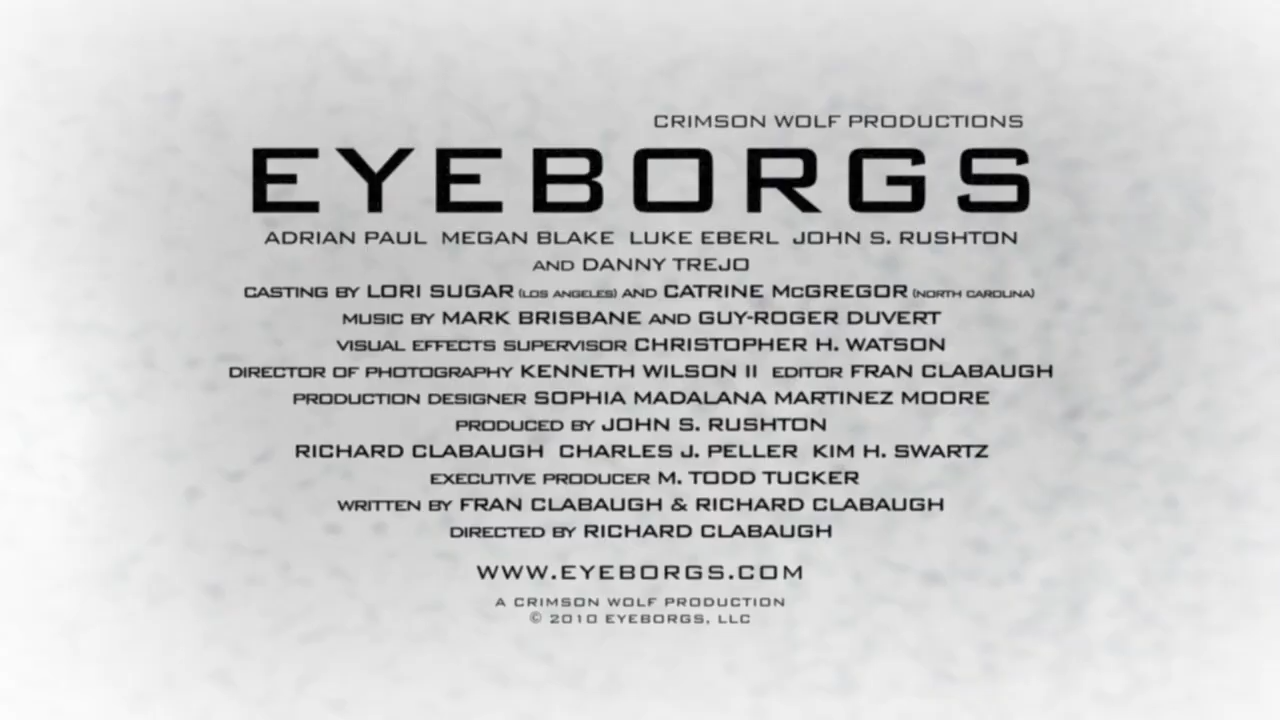 CRIMSON WOLF PRODUCTIONS
EYEBORGS
ADRIAN PAUL MEGAN BLAKE LUKE EBERL JOHN S. RUSHTON
AND DANNY TREJO
CASTING BY LORI SUGAR (LOS ANGELES) AND CATRINE McGREGOR (NORTH CAROLINA)
MUSIC BY MARK BRISBANE AND GUY-ROGER DUVERT
VISUAL EFFECTS SUPERVISOR CHRISTOPHER H. WATSON
DIRECTOR OF PHOTOGRAPHY KENNETH WILSON II EDITOR FRAN CLABAUGH
PRODUCTION DESIGNER SOPHIA MADALANA MARTINEZ MOORE
PRODUCED BY JOHN S. RUSHTON
RICHARD CLABAUGH CHARLES J. PELLER KIM H. SWARTZ
EXECUTIVE PRODUCER M. TODD TUCKER
WRITTEN BY FRAN CLABAUGH & RICHARD CLABAUGH
DIRECTED BY RICHARD CLABAUGH
WWW.EYEBORGS.COM
A CRIMSON WOLF PRODUCTION
© 2010 EYEBORGS, LLC